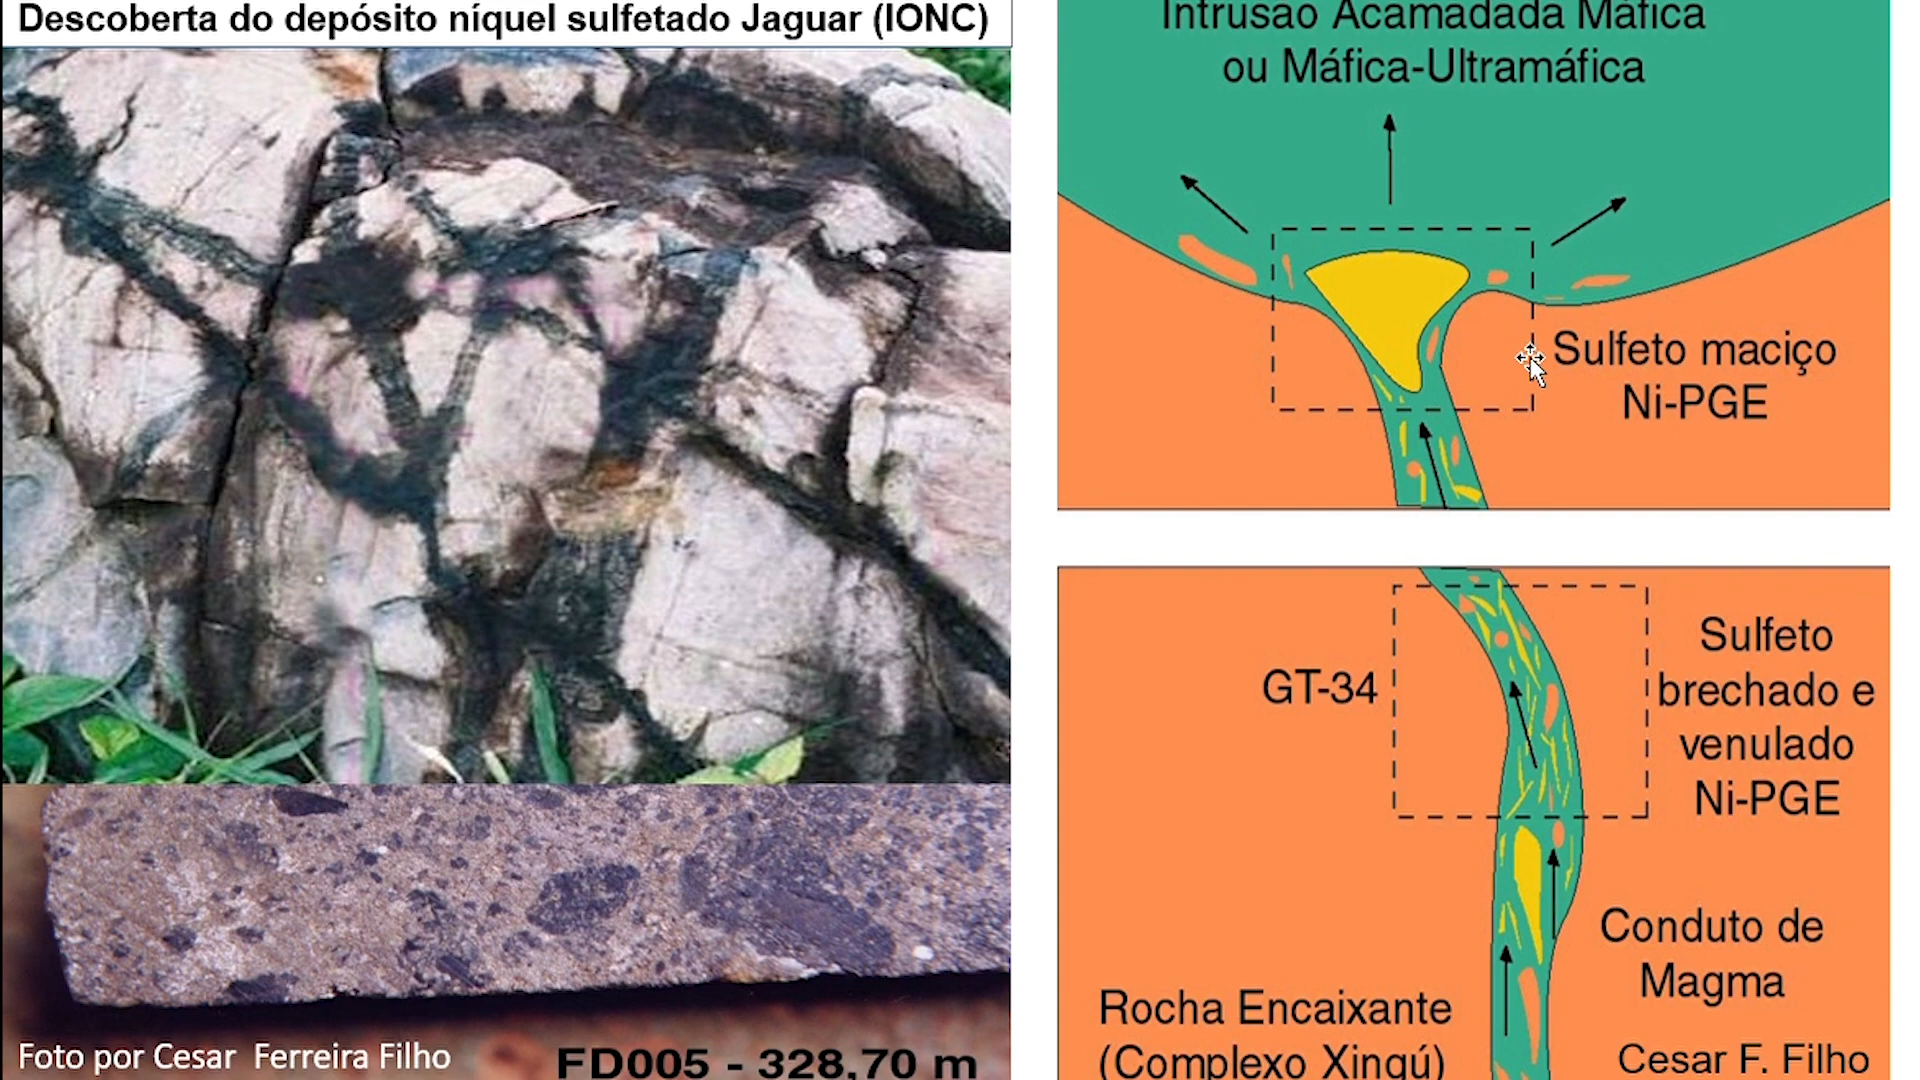 Descoberta do depósito níquel sulfetado Jaguar (IONC)
Foto por Cesar Ferreira Filho
FD005 - 328,70 m
Intrusão Acamadada Máfica
ou Máfica-Ultramáfica
Sulfeto maciço
Ni-PGE
GT-34
Sulfeto
brechado e
venulado
Ni-PGE
Conduto de
Magma
Rocha Encaixante
(Complexo Xingú)
Cesar F. Filho